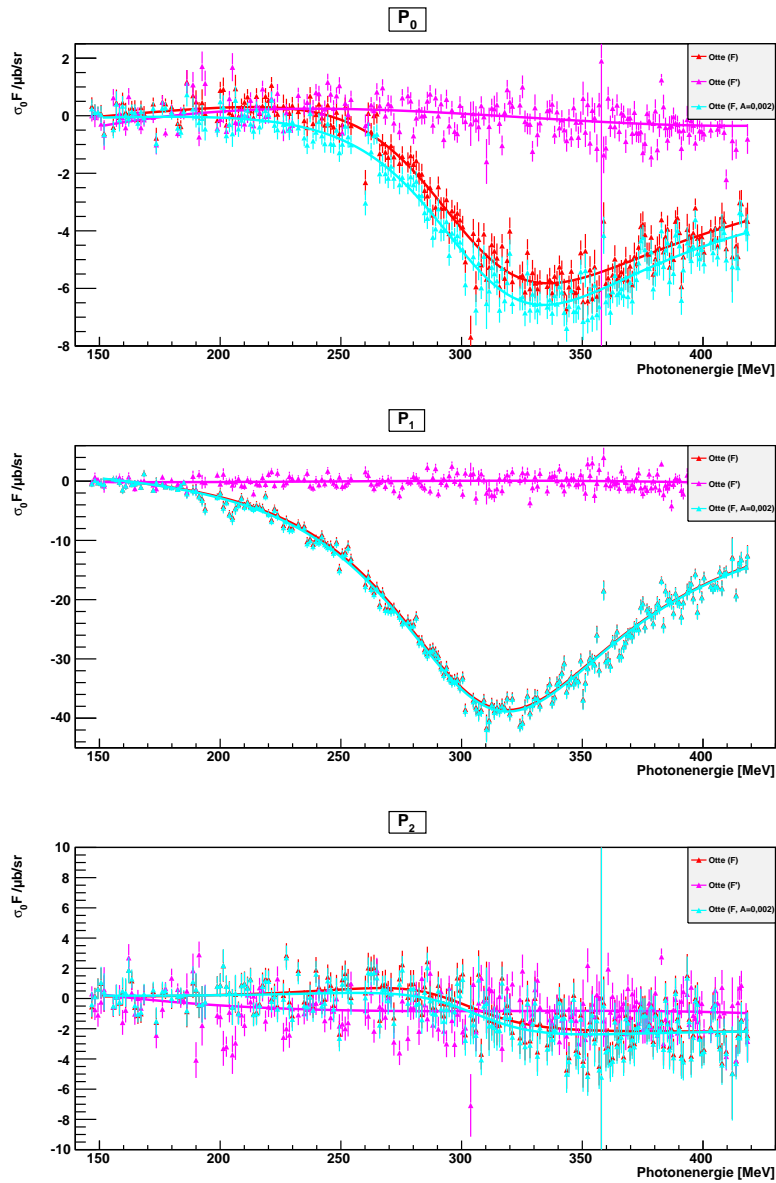 P0
σ0F /μb/sr
2
0
-2
-4
-6
-8
150 200 250 300 350 400
Photonenergie [MeV]
Otte (F)
Otte (F')
Otte (F, A=0,002)
P1
σ0F /μb/sr
0
-10
-20
-30
-40
150 200 250 300 350 400
Photonenergie [MeV]
Otte (F)
Otte (F')
Otte (F, A=0,002)
P2
σ0F /μb/sr
10
8
6
4
2
0
-2
-4
-6
-8
-10
150 200 250 300 350 400
Photonenergie [MeV]
Otte (F)
Otte (F')
Otte (F, A=0,002)